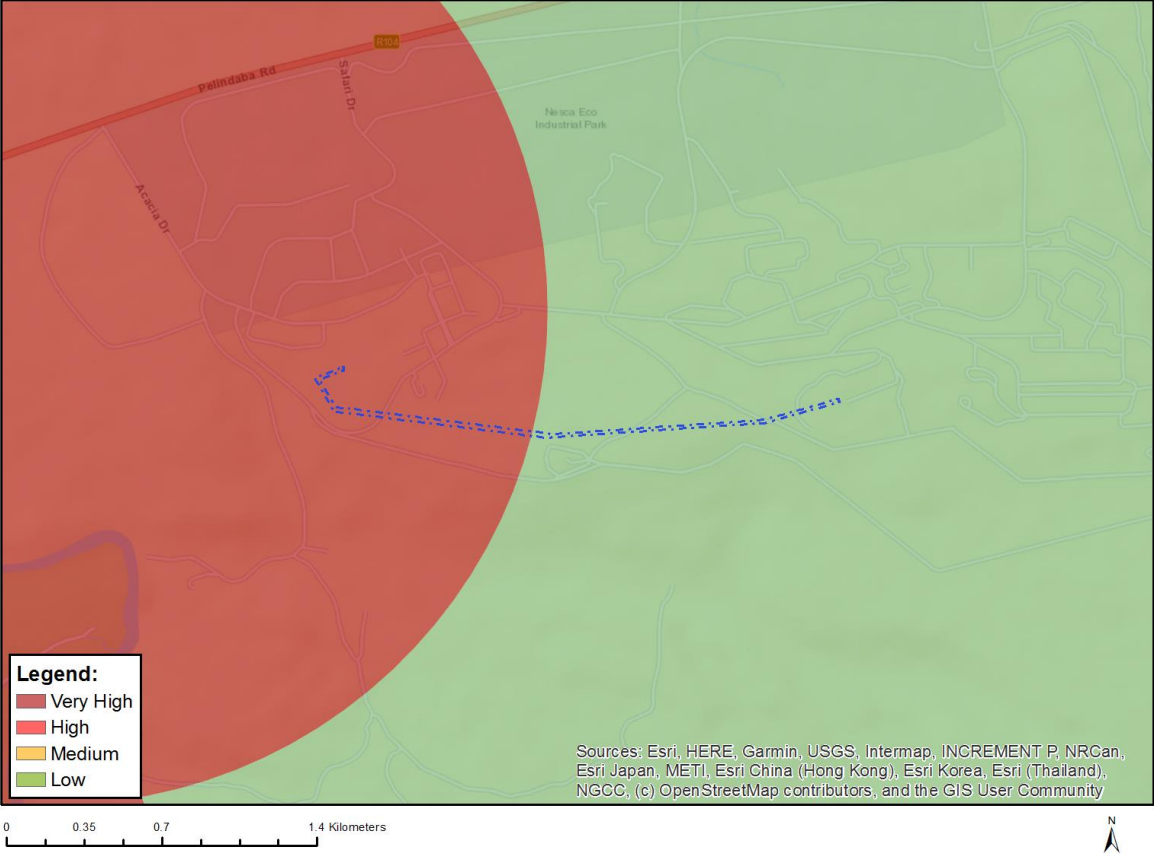 R104
Pelindaba Rd
Safari Dr
Nesca Eco
Industrial Park
Acacia Dr
Legend:
Very High
High
Medium
Low
Sources: Esri, HERE, Garmin, USGS, Intermap, INCREMENT P, NRCan,
Esri Japan, METI, Esri China (Hong Kong), Esri Korea, Esri (Thailand),
NGCC, (c) OpenStreetMap contributors, and the GIS User Community
0 0.35 0.7 1.4 Kilometers
N